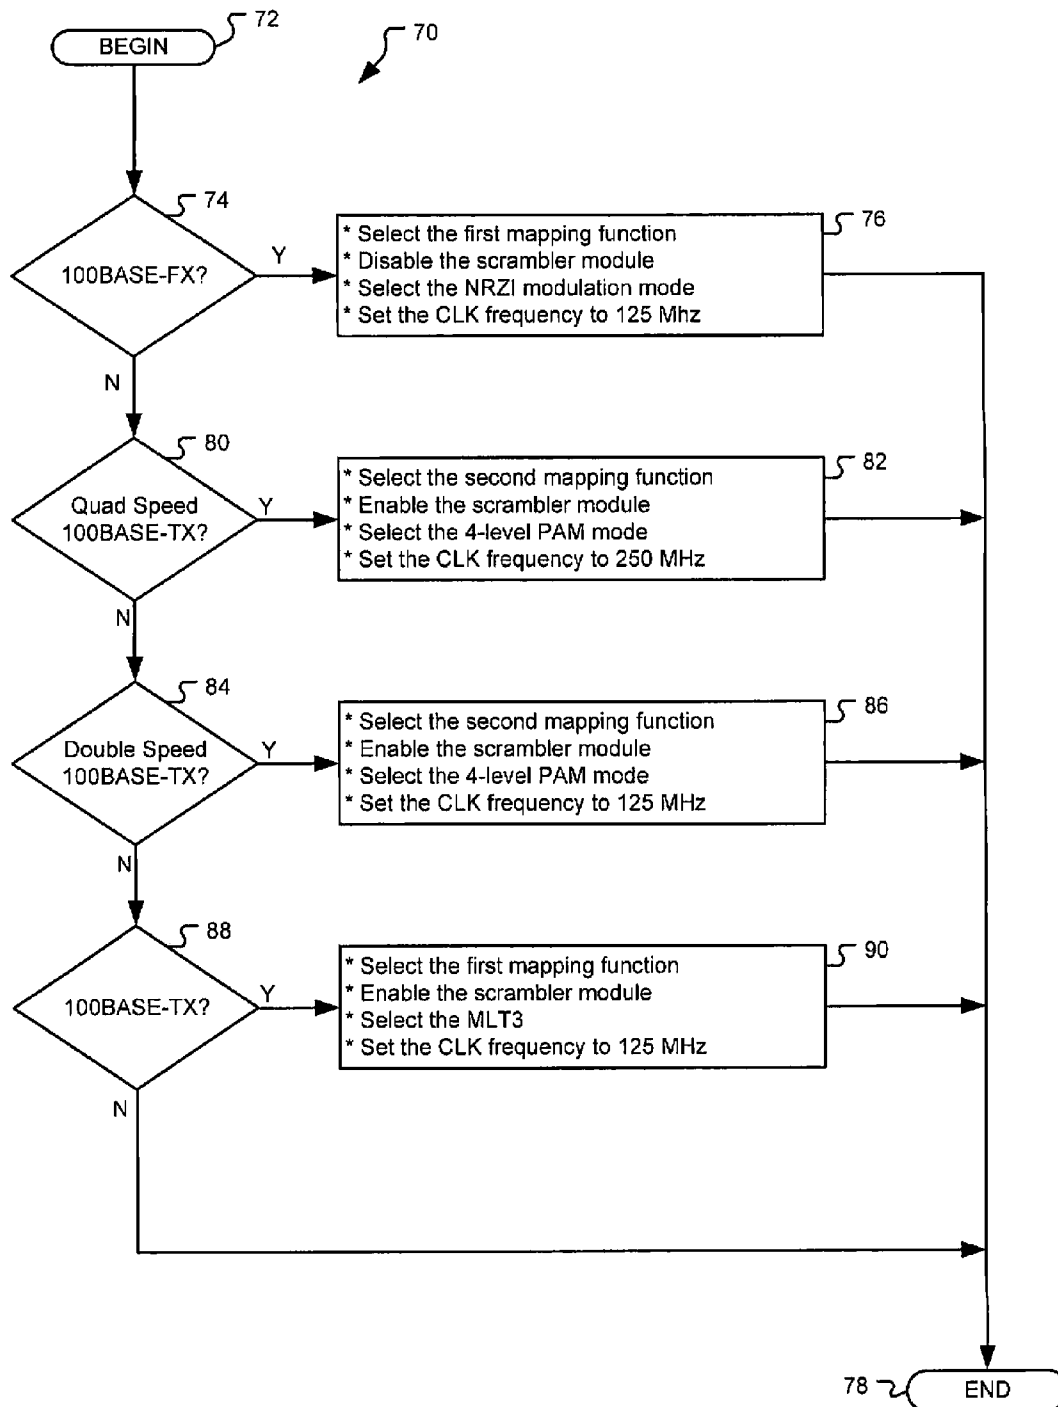 BEGIN
72
70
74
100BASE-FX?
Y
N
76
* Select the first mapping function
* Disable the scrambler module
* Select the NRZI modulation mode
* Set the CLK frequency to 125 Mhz
80
Quad Speed
100BASE-TX?
Y
N
82
* Select the second mapping function
* Enable the scrambler module
* Select the 4-level PAM mode
* Set the CLK frequency to 250 MHz
84
Double Speed
100BASE-TX?
Y
N
86
* Select the second mapping function
* Enable the scrambler module
* Select the 4-level PAM mode
* Set the CLK frequency to 125 MHz
88
100BASE-TX?
Y
N
90
* Select the first mapping function
* Enable the scrambler module
* Select the MLT3
* Set the CLK frequency to 125 MHz
78
END